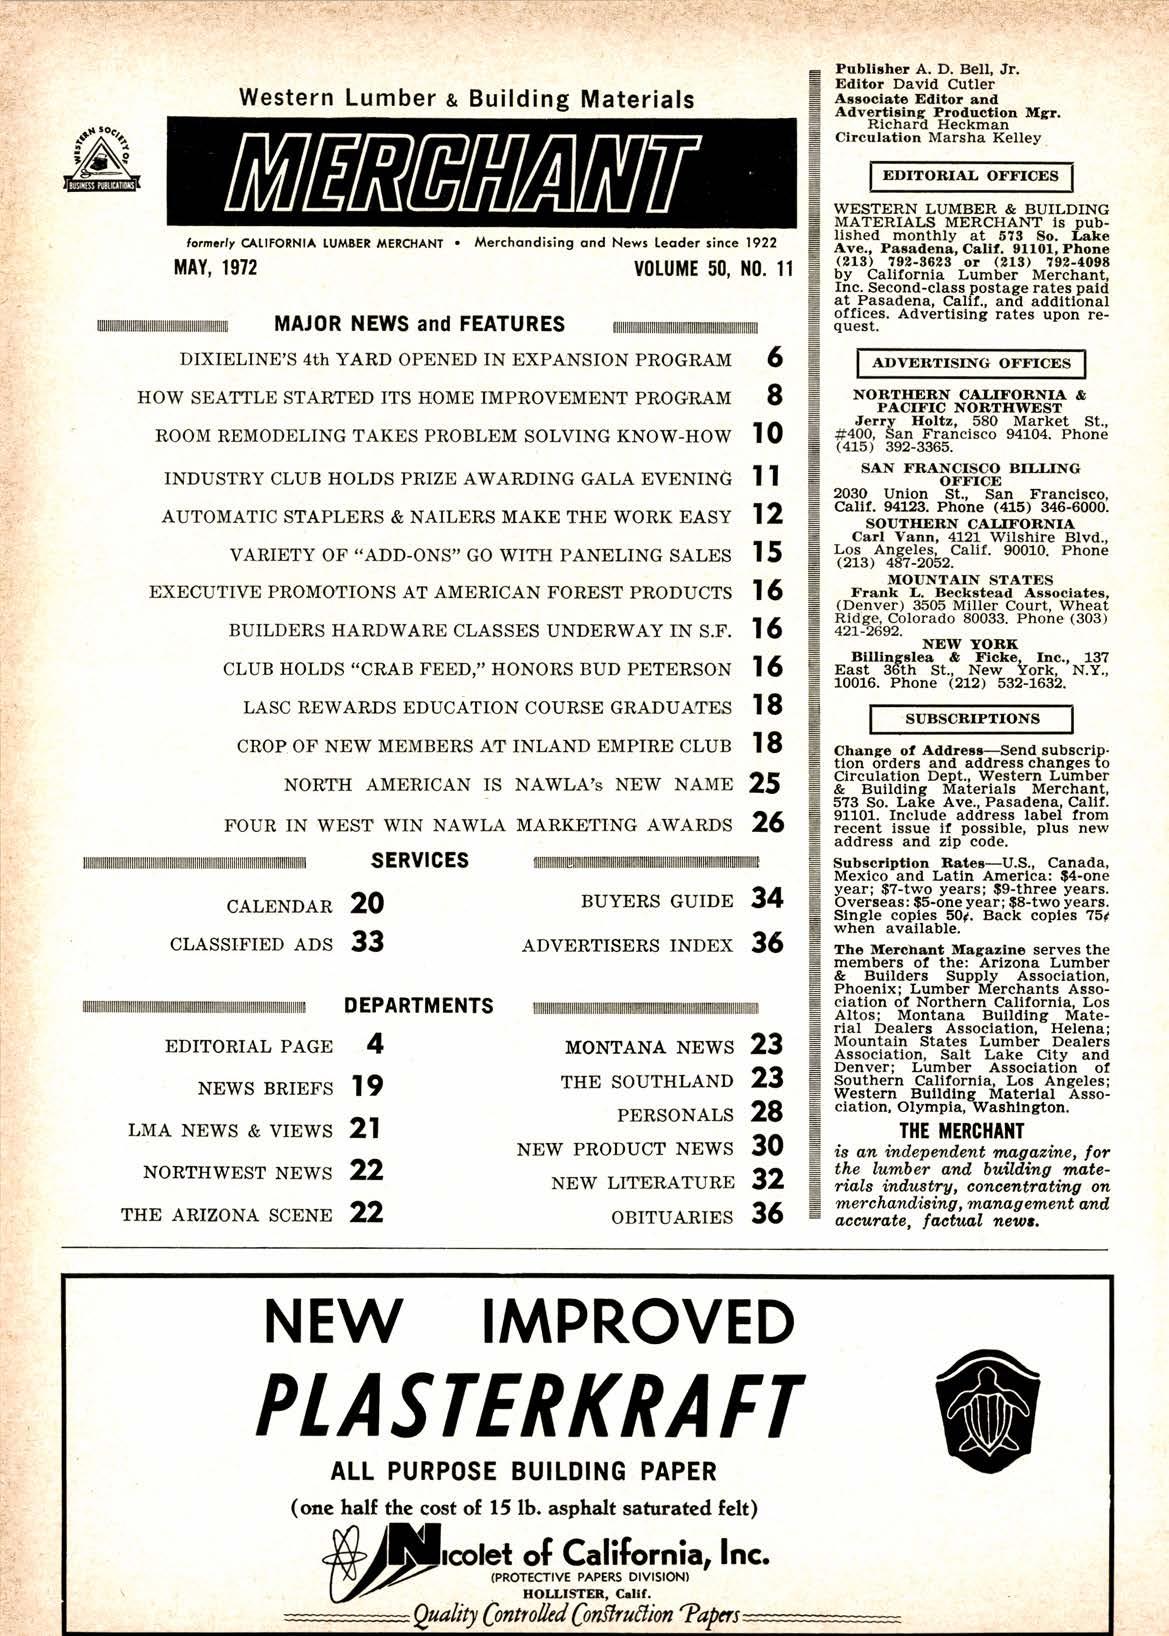 Western Lumber & Building Materials
MERCHANT
WESTERN SOCIETY OF
BUSINESS PUBLICATIONS
formerly CALIFORNIA LUMBER MERCHANT • Merchandising and News Leader since 1922
MAY, 1972 VOLUME 50, NO. 11
MAJOR NEWS and FEATURES
DIXIELINE'S 4th YARD OPENED IN EXPANSION PROGRAM 6
HOW SEATTLE STARTED ITS HOME IMPROVEMENT PROGRAM 8
ROOM REMODELING TAKES PROBLEM SOLVING KNOW-HOW 10
INDUSTRY CLUB HOLDS PRIZE AWARDING GALA EVENING 11
AUTOMATIC STAPLERS & NAILERS MAKE THE WORK EASY 12
VARIETY OF "ADD-ONS" GO WITH PANELING SALES 15
EXECUTIVE PROMOTIONS AT AMERICAN FOREST PRODUCTS 16
BUILDERS HARDWARE CLASSES UNDERWAY IN S.F. 16
CLUB HOLDS "CRAB FEED," HONORS BUD PETERSON 16
LASC REWARDS EDUCATION COURSE GRADUATES 18
CROP OF NEW MEMBERS AT INLAND EMPIRE CLUB 18
NORTH AMERICAN IS NAWLA's NEW NAME 25
FOUR IN WEST WIN NAWLA MARKETING AWARDS 26
SERVICES
CALENDAR 20
CLASSIFIED ADS 33
BUYERS GUIDE 34
ADVERTISERS INDEX 36
DEPARTMENTS
EDITORIAL PAGE 4
NEWS BRIEFS 19
LMA NEWS & VIEWS 21
NORTHWEST NEWS 22
THE ARIZONA SCENE 22
MONTANA NEWS 23
THE SOUTHLAND 23
PERSONALS 28
NEW PRODUCT NEWS 30
NEW LITERATURE 32
OBITUARIES 36
Publisher A. D. Bell, Jr.
Editor David Cutler
Associate Editor and
Advertising Production Mgr.
Richard Heckman
Circulation Marsha Kelley
EDITORIAL OFFICES
WESTERN LUMBER & BUILDING
MATERIALS MERCHANT is pub-
lished monthly at 573 So. Lake
Ave., Pasadena, Calif. 91101, Phone
(213) 792-3623 or (213) 792-4098
by California Lumber Merchant,
Inc. Second-class postage rates paid
at Pasadena, Calif., and additional
offices. Advertising rates upon re-
quest.
ADVERTISING OFFICES
NORTHERN CALIFORNIA &
PACIFIC NORTHWEST
Jerry Holtz, 580 Market St.,
#400, San Francisco 94104. Phone
(415) 392-3365.
SAN FRANCISCO BILLING
OFFICE
2030 Union St., San Francisco,
Calif. 94123. Phone (415) 346-6000.
SOUTHERN CALIFORNIA
Carl Vann, 4121 Wilshire Blvd.,
Los Angeles, Calif. 90010. Phone
(213) 487-2052.
MOUNTAIN STATES
Frank L. Beckstead Associates,
(Denver) 3505 Miller Court, Wheat
Ridge, Colorado 80033. Phone (303)
421-2692.
NEW YORK
Billingslea & Ficke, Inc., 137
East 36th St., New York, N.Y.,
10016. Phone (212) 532-1632.
SUBSCRIPTIONS
Change of Address—Send subscrip-
tion orders and address changes to
Circulation Dept., Western Lumber
& Building Materials Merchant,
573 So. Lake Ave., Pasadena, Calif.
91101. Include address label from
recent issue if possible, plus new
address and zip code.
Subscription Rates—U.S., Canada,
Mexico and Latin America: $4-one
year; $7-two years; $9-three years.
Overseas: $5-one year; $8-two years.
Single copies 50¢. Back copies 75¢
when available.
The Merchant Magazine serves the
members of the: Arizona Lumber
& Builders Supply Association,
Phoenix; Lumber Merchants Asso-
ciation of Northern California, Los
Altos; Montana Building Mate-
rial Dealers Association, Helena;
Mountain States Lumber Dealers
Association, Salt Lake City and
Denver; Lumber Association of
Southern California, Los Angeles;
Western Building Material Asso-
ciation, Olympia, Washington.
THE MERCHANT
is an independent magazine, for
the lumber and building mate-
rials industry, concentrating on
merchandising, management and
accurate, factual news.
NEW IMPROVED
PLASTERKRAFT
ALL PURPOSE BUILDING PAPER
(one half the cost of 15 lb. asphalt saturated felt)
Nicolet of California, Inc.
(PROTECTIVE PAPERS DIVISION)
HOLLISTER, Calif.
Quality Controlled Construction Papers